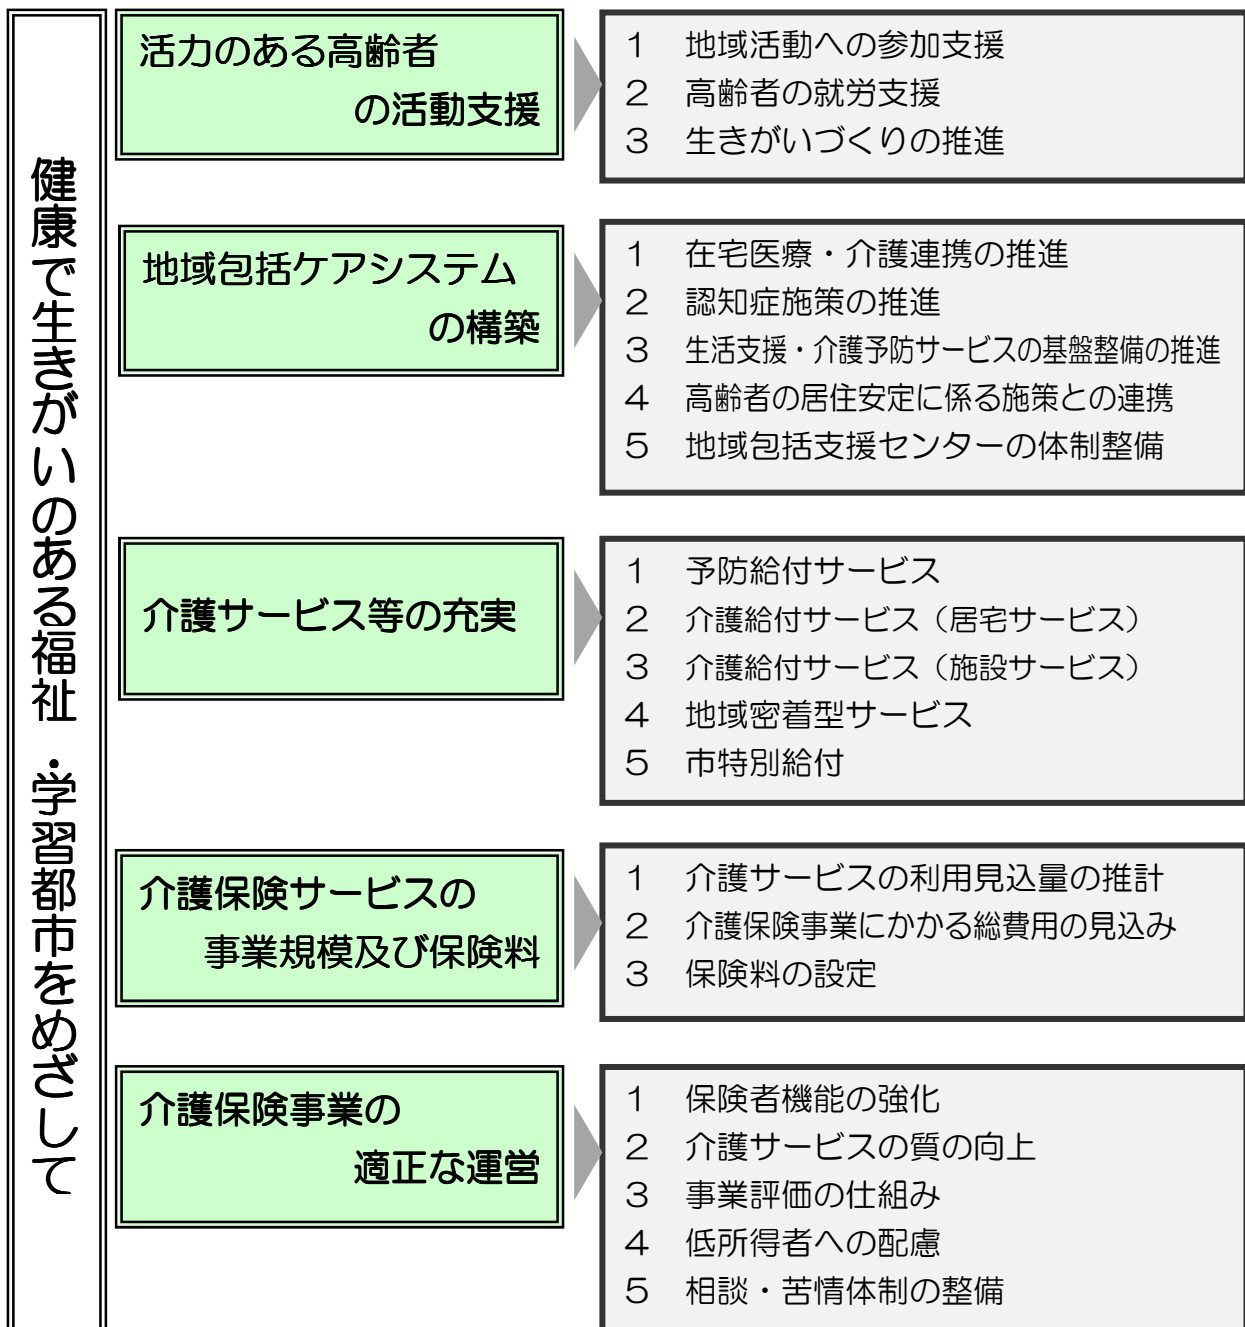 健康で生きがいのある福祉・学習都市をめざして
活力のある高齢者
の活動支援
１　地域活動への参加支援
２　高齢者の就労支援
３　生きがいづくりの推進
地域包括ケアシステム
の構築
１　在宅医療・介護連携の推進
２　認知症施策の推進
３　生活支援・介護予防サービスの基盤整備の推進
４　高齢者の居住安定に係る施策との連携
５　地域包括支援センターの体制整備
介護サービス等の充実
１　予防給付サービス
２　介護給付サービス（居宅サービス）
３　介護給付サービス（施設サービス）
４　地域密着型サービス
５　市特別給付
介護保険サービスの
事業規模及び保険料
１　介護サービスの利用見込量の推計
２　介護保険事業にかかる総費用の見込み
３　保険料の設定
介護保険事業の
適正な運営
１　保険者機能の強化
２　介護サービスの質の向上
３　事業評価の仕組み
４　低所得者への配慮
５　相談・苦情体制の整備